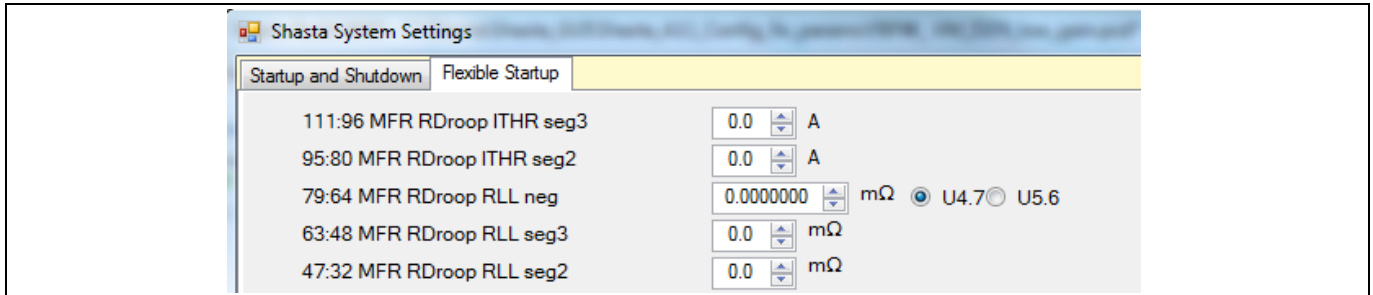 Shasta System Settings
Startup and Shutdown Flexible Startup
111:96 MFR RDroop ITHR seg3 0.0 A
95:80 MFR RDroop ITHR seg2 0.0 A
79:64 MFR RDroop RLL neg 0.0000000 mΩ U4.7 U5.6
63:48 MFR RDroop RLL seg3 0.0 mΩ
47:32 MFR RDroop RLL seg2 0.0 mΩ